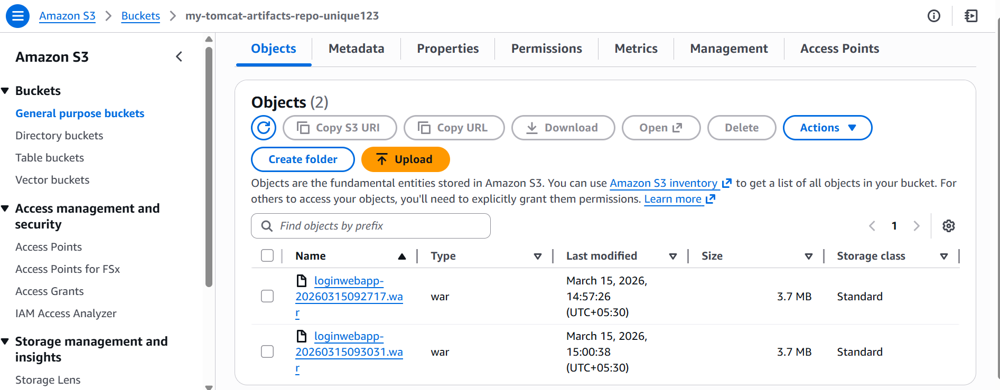 Amazon S3 > Buckets > my-tomcat-artifacts-repo-unique123
Amazon S3
Buckets
General purpose buckets
Directory buckets
Table buckets
Vector buckets
Access management and
security
Access Points
Access Points for FSx
Access Grants
IAM Access Analyzer
Storage management and
insights
Storage Lens
Objects Metadata Properties Permissions Metrics Management Access Points
Objects (2)
Copy S3 URI Copy URL Download Open Delete Actions
Create folder Upload
Objects are the fundamental entities stored in Amazon S3. You can use Amazon S3 inventory to get a list of all objects in your bucket. For
others to access your objects, you'll need to explicitly grant them permissions. Learn more
Find objects by prefix
1
Name Type Last modified Size Storage class
loginwebapp-
20260315092717.wa
r
war
March 15, 2026,
14:57:26
(UTC+05:30)
3.7 MB
Standard
loginwebapp-
20260315093031.wa
r
war
March 15, 2026,
15:00:38
(UTC+05:30)
3.7 MB
Standard